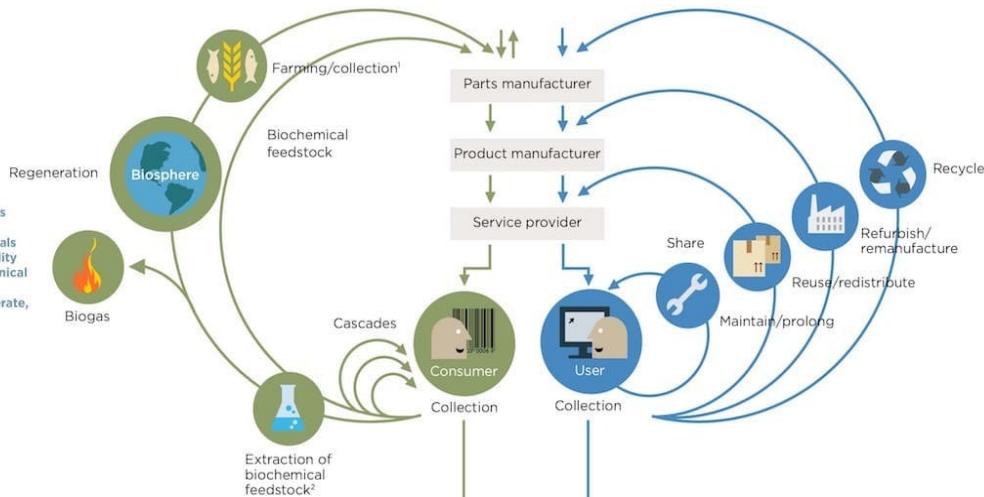 Farming/collection¹
Parts manufacturer
Biochemical
feedstock
Product manufacturer
Recycle
Regeneration
Biosphere
Service provider
Refurbish/
remanufacture
Share
Reuse/redistribute
Biogas
Cascades
Maintain/prolong
Consumer
User
Collection
Collection
Extraction of
biochemical
feedstock²